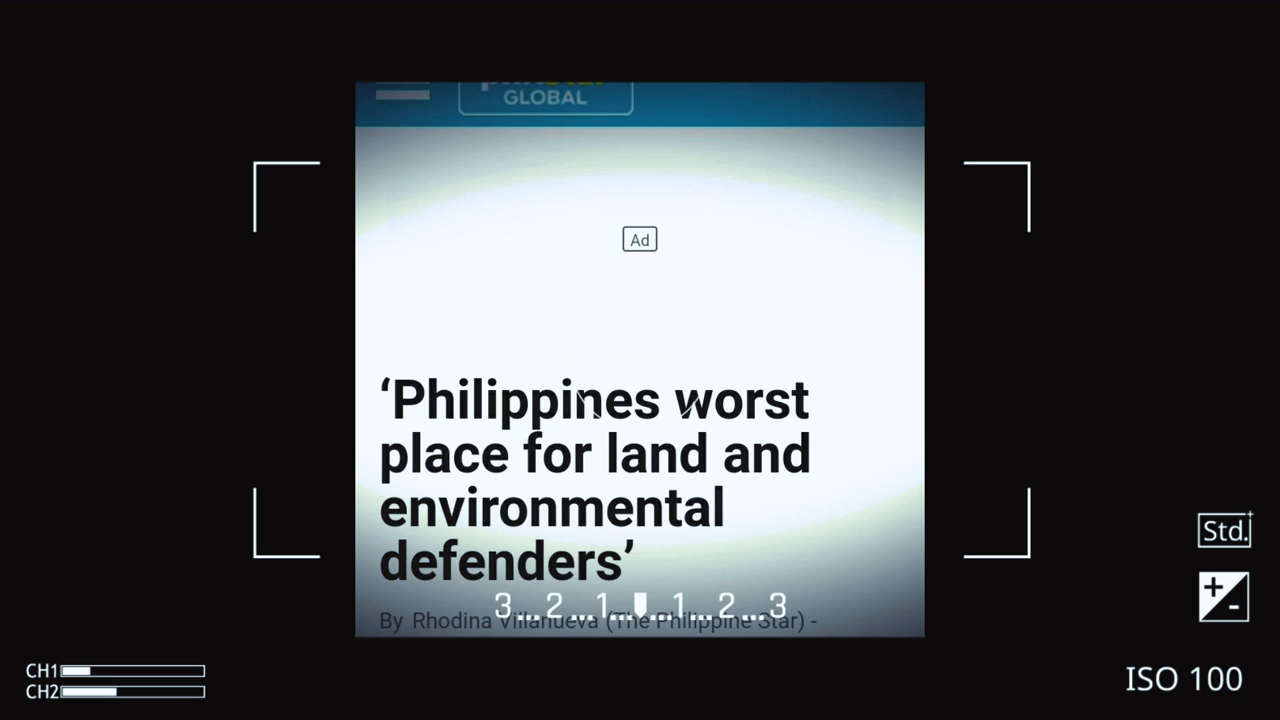 GLOBAL
Ad
‘Philippines worst
place for land and
environmental
defenders’
3...2...1... ...1...2...3
By Rhodina Villanueva (The Philippine Star) -
Std.+
+
-
CH1
CH2
ISO 100